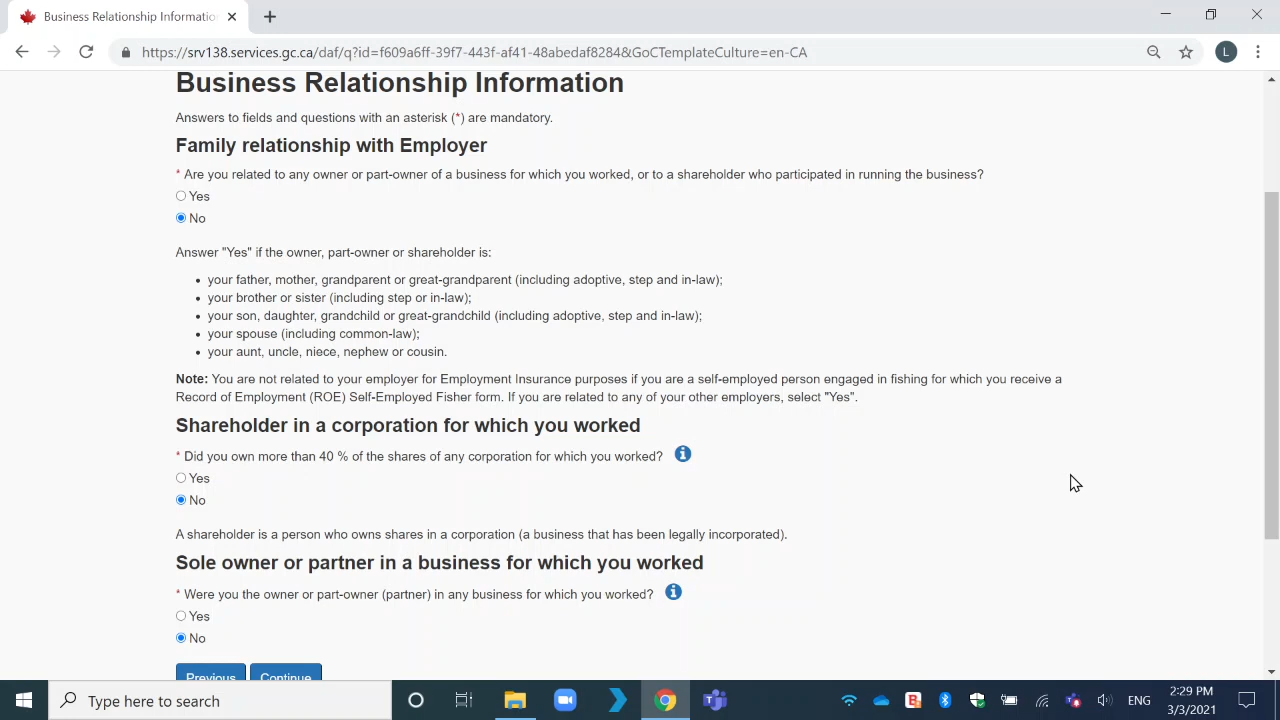 Business Relationship Informatio
https://srv138.services.gc.ca/daf/q?id=f609a6ff-39f7-443f-af41-48abedaf8284&GoCTemplateCulture=en-CA
L
Business Relationship Information
Answers to fields and questions with an asterisk (*) are mandatory.
Family relationship with Employer
* Are you related to any owner or part-owner of a business for which you worked, or to a shareholder who participated in running the business?
Yes
No
Answer "Yes" if the owner, part-owner or shareholder is:
• your father, mother, grandparent or great-grandparent (including adoptive, step and in-law);
• your brother or sister (including step or in-law);
• your son, daughter, grandchild or great-grandchild (including adoptive, step and in-law);
• your spouse (including common-law);
• your aunt, uncle, niece, nephew or cousin.
Note: You are not related to your employer for Employment Insurance purposes if you are a self-employed person engaged in fishing for which you receive a
Record of Employment (ROE) Self-Employed Fisher form. If you are related to any of your other employers, select "Yes".
Shareholder in a corporation for which you worked
* Did you own more than 40 % of the shares of any corporation for which you worked?
Yes
No
A shareholder is a person who owns shares in a corporation (a business that has been legally incorporated).
Sole owner or partner in a business for which you worked
* Were you the owner or part-owner (partner) in any business for which you worked?
Yes
No
Previous Continue
Type here to search
ENG
2:29 PM
3/3/2021